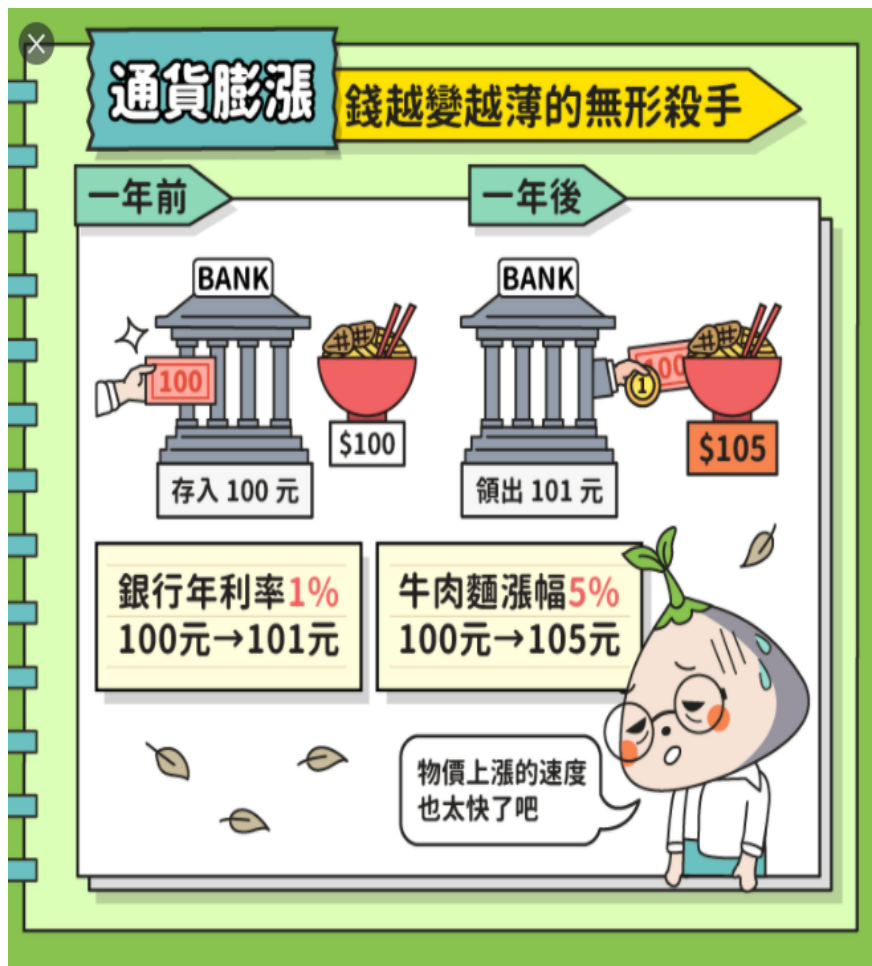 通貨膨漲
錢越變越薄的無形殺手
一年前
一年後
BANK
100
$100
存入 100 元
BANK
1
00
$105
領出 101 元
銀行年利率1%
100元→101元
牛肉麵漲幅5%
100元→105元
物價上漲的速度
也太快了吧